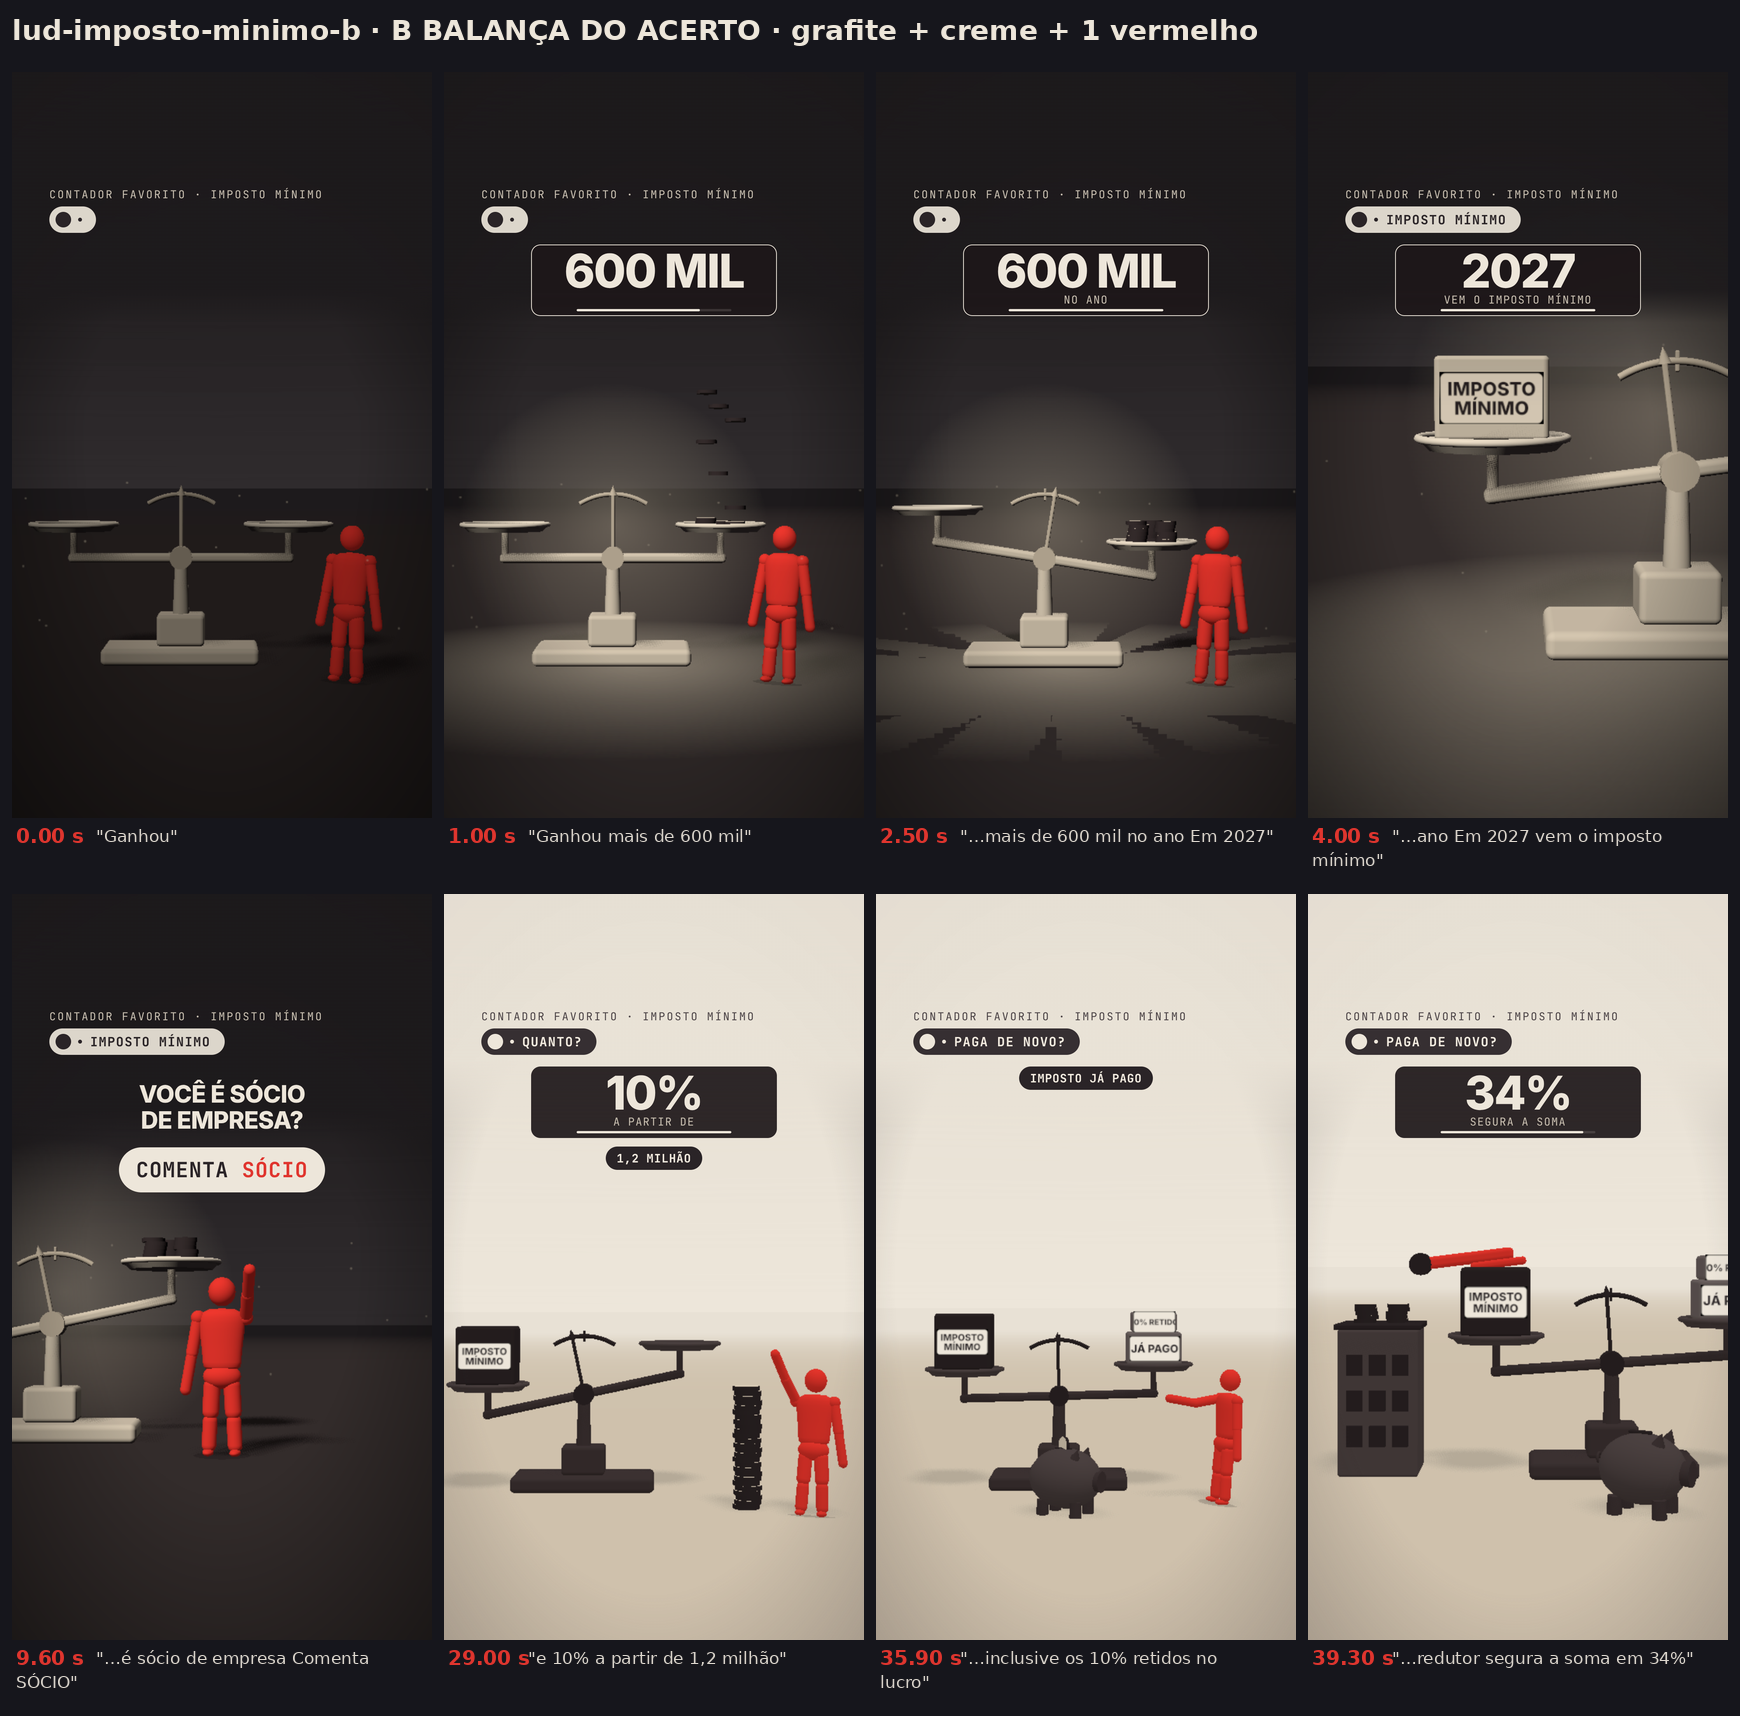 lud-imposto-minimo-b · B BALANÇA DO ACERTO · grafite + creme + 1 vermelho
CONTADOR FAVORITO · IMPOSTO MÍNIMO
0.00 s "Ganhou"
CONTADOR FAVORITO · IMPOSTO MÍNIMO
600 MIL
1.00 s "Ganhou mais de 600 mil"
CONTADOR FAVORITO · IMPOSTO MÍNIMO
600 MIL
NO ANO
2.50 s "...mais de 600 mil no ano Em 2027"
CONTADOR FAVORITO · IMPOSTO MÍNIMO
• IMPOSTO MÍNIMO
2027
VEM O IMPOSTO MÍNIMO
IMPOSTO
MÍNIMO
4.00 s "...ano Em 2027 vem o imposto
mínimo"
CONTADOR FAVORITO · IMPOSTO MÍNIMO
• IMPOSTO MÍNIMO
VOCÊ É SÓCIO
DE EMPRESA?
COMENTA SÓCIO
9.60 s "...é sócio de empresa Comenta
SÓCIO"
CONTADOR FAVORITO · IMPOSTO MÍNIMO
• QUANTO?
10%
A PARTIR DE
1,2 MILHÃO
IMPOSTO
MÍNIMO
29.00 s "e 10% a partir de 1,2 milhão"
CONTADOR FAVORITO · IMPOSTO MÍNIMO
• PAGA DE NOVO?
IMPOSTO JÁ PAGO
IMPOSTO
MÍNIMO
0% RETID
JÁ PAGO
35.90 s "...inclusive os 10% retidos no
lucro"
CONTADOR FAVORITO · IMPOSTO MÍNIMO
• PAGA DE NOVO?
34%
SEGURA A SOMA
IMPOSTO
MÍNIMO
0% R
JÁ P
39.30 s "...redutor segura a soma em 34%"